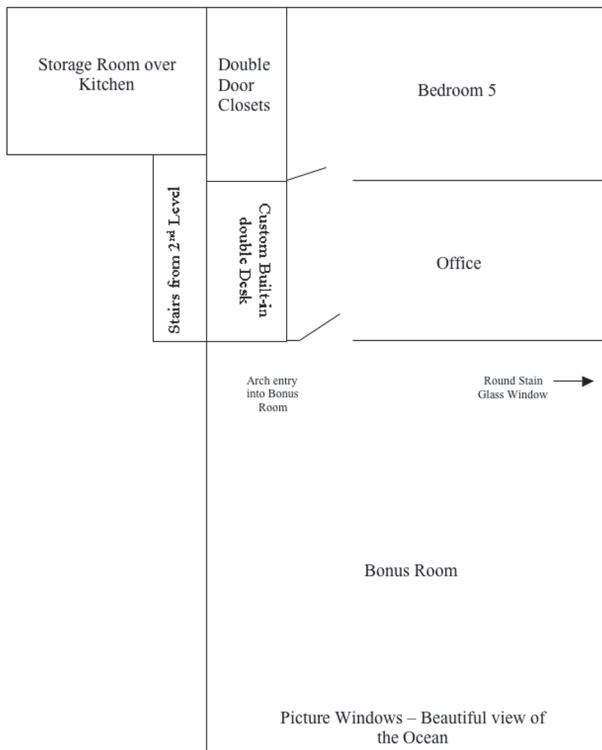 Storage Room over
Kitchen
Double
Door
Closets
Bedroom 5
Stairs from 2nd Level
Custom Built-in
double Desk
Office
Arch entry
into Bonus
Room
Round Stain
Glass Window
Bonus Room
Picture Windows – Beautiful view of
the Ocean